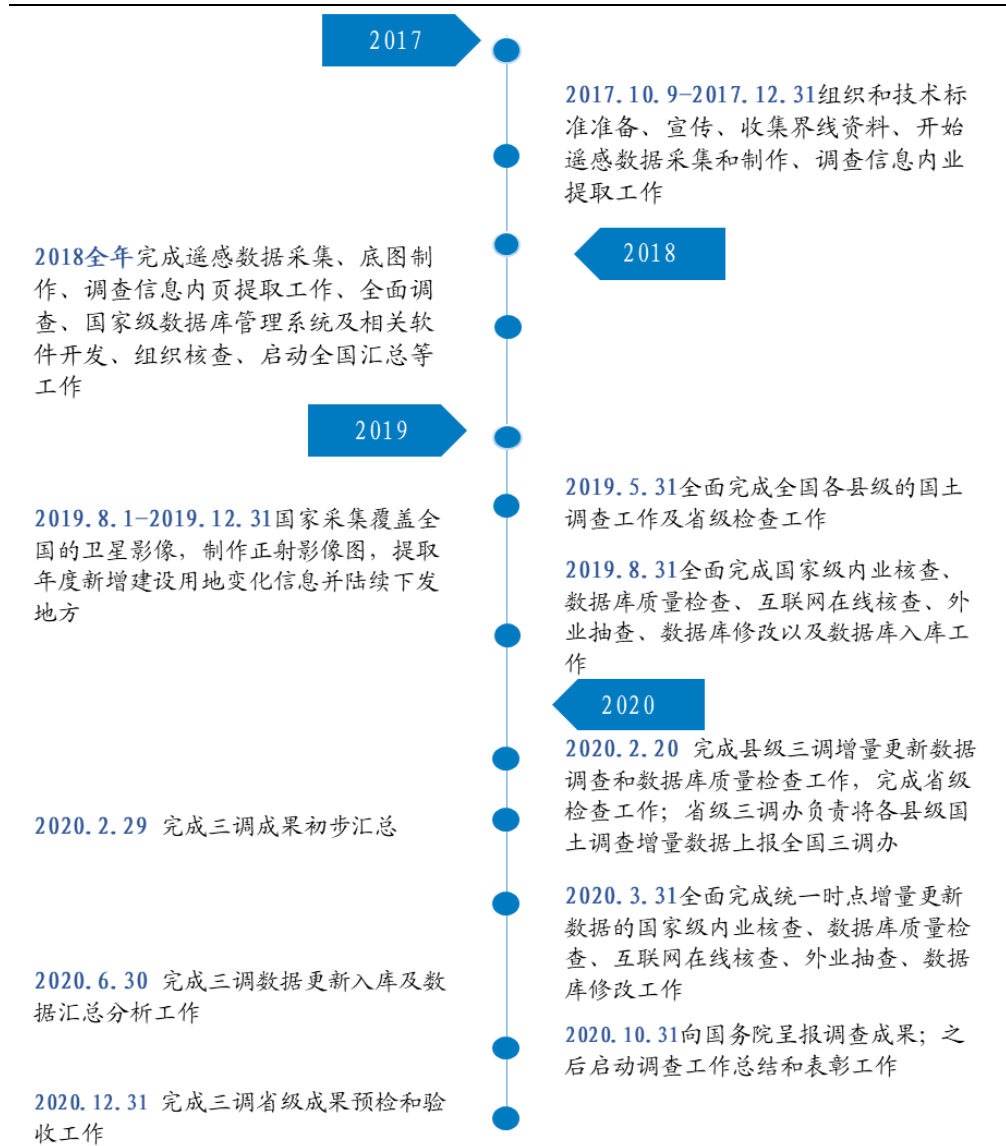 2017
2017.10.9-2017.12.31组织和技术标
准准备、宣传、收集界线资料、开始
遥感数据采集和制作、调查信息内业
提取工作
2018
2018全年完成遥感数据采集、底图制
作、调查信息内页提取工作、全面调
查、国家级数据库管理系统及相关软
件开发、组织核查、启动全国汇总等
工作
2019
2019.5.31全面完成全国各县级的国土
调查工作及省级检查工作
2019.8.1-2019.12.31国家采集覆盖全
国的卫星影像，制作正射影像图，提取
年度新增建设用地变化信息并陆续下发
地方
2019.8.31全面完成国家级内业核查、
数据库质量检查、互联网在线核查、外
业抽查、数据库修改以及数据库入库工
作
2020
2020.2.20 完成县级三调增量更新数据
调查和数据库质量检查工作，完成省级
检查工作；省级三调办负责将各县级国
土调查增量数据上报全国三调办
2020.2.29 完成三调成果初步汇总
2020.3.31全面完成统一时点增量更新
数据的国家级内业核查、数据库质量检
查、互联网在线核查、外业抽查、数据
库修改工作
2020.6.30 完成三调数据更新入库及数
据汇总分析工作
2020.10.31向国务院呈报调查成果；之
后启动调查工作总结和表彰工作
2020.12.31 完成三调省级成果预检和验
收工作